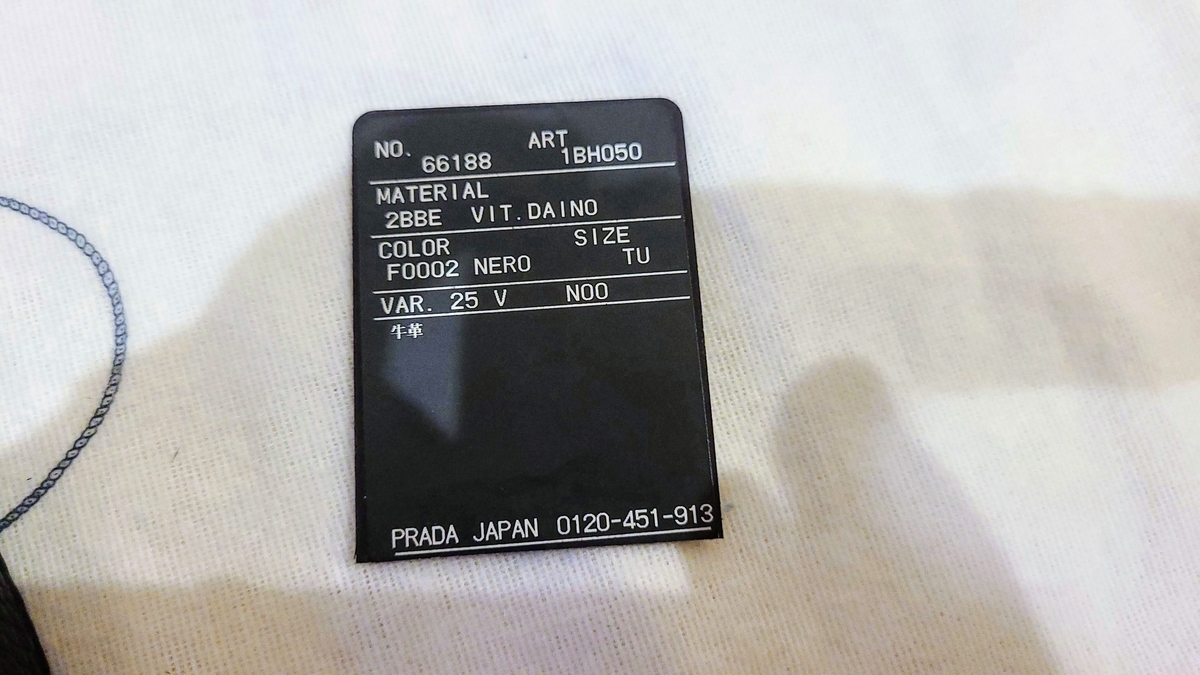 NO. ART
66188 1BH050
MATERIAL
2BBE VIT.DAINO
COLOR SIZE
F0002 NERO TU
VAR. 25 V N00
牛革
PRADA JAPAN 0120-451-913